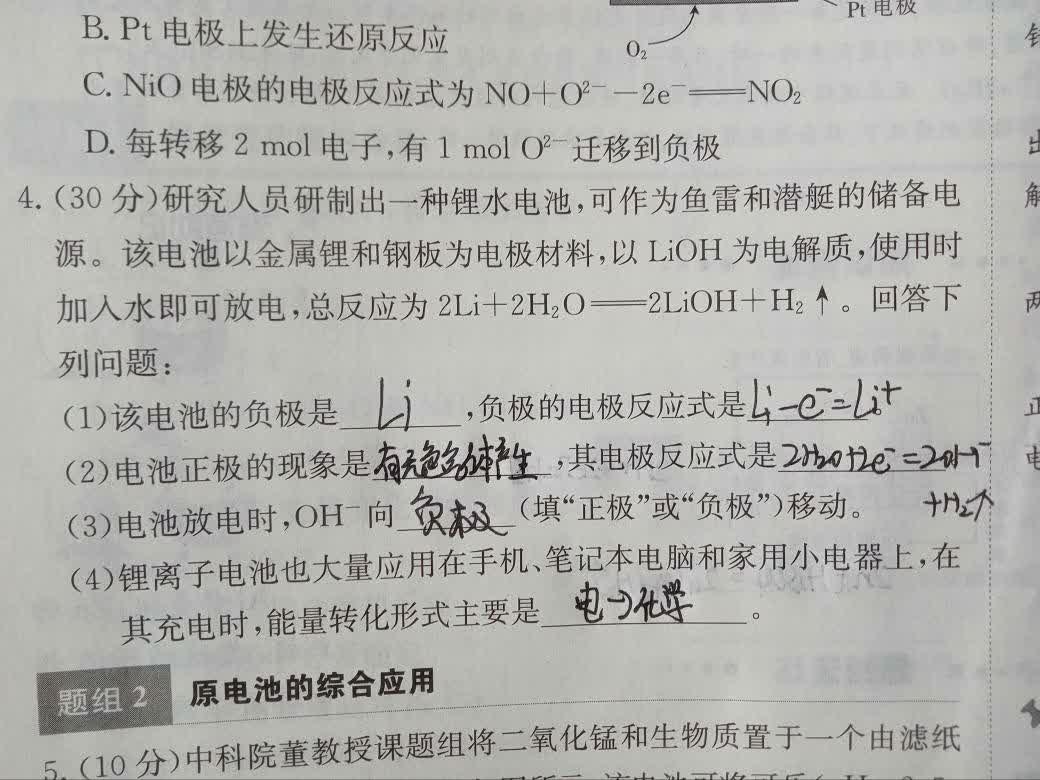 Pt 电极
B. Pt 电极上发生还原反应
O₂
C. NiO 电极的电极反应式为 NO+O²⁻-2e⁻══NO₂
D. 每转移 2 mol 电子,有 1 mol O²⁻ 迁移到负极
4. (30 分)研究人员研制出一种锂水电池,可作为鱼雷和潜艇的储备电
源。该电池以金属锂和钢板为电极材料,以 LiOH 为电解质,使用时
加入水即可放电,总反应为 2Li+2H₂O══2LiOH+H₂↑。回答下
列问题:
(1)该电池的负极是 Li ,负极的电极反应式是 Li-e⁻=Li⁺
(2)电池正极的现象是 有无色气体产生 ,其电极反应式是 2H₂O+2e⁻=2OH⁻
+H₂↑
(3)电池放电时,OH⁻向 负极 (填“正极”或“负极”)移动。
(4)锂离子电池也大量应用在手机、笔记本电脑和家用小电器上,在
其充电时,能量转化形式主要是 电→化学 。
题组 2 原电池的综合应用
5. (10 分)中科院董教授课题组将二氧化锰和生物质置于一个由滤纸